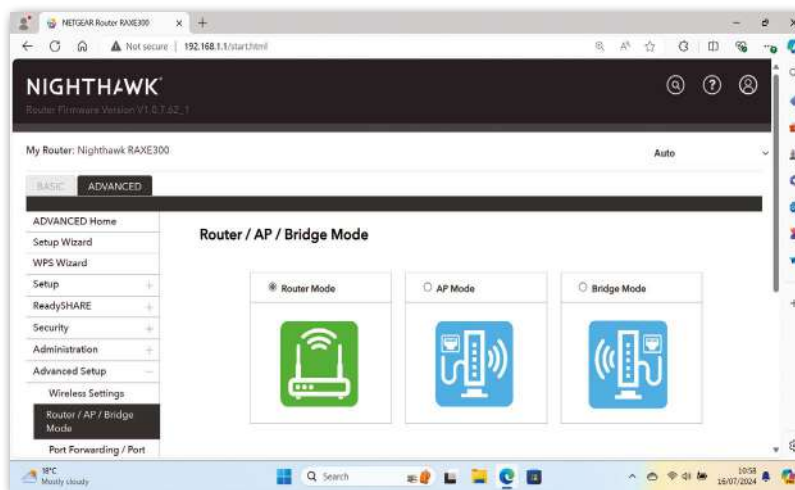 NETGEAR Router RAXE300
Not secure 192.168.1.1/start.html
NIGHTHAWK
Router Firmware Version V1.0.7.62_1
My Router: Nighthawk RAXE300
Auto
BASIC
ADVANCED
ADVANCED Home
Setup Wizard
WPS Wizard
Setup
ReadySHARE
Security
Administration
Advanced Setup
Wireless Settings
Router / AP / Bridge
Mode
Port Forwarding / Port
Router / AP / Bridge Mode
Router Mode
AP Mode
Bridge Mode
18°C
Mostly cloudy
Search
10:58
16/07/2024